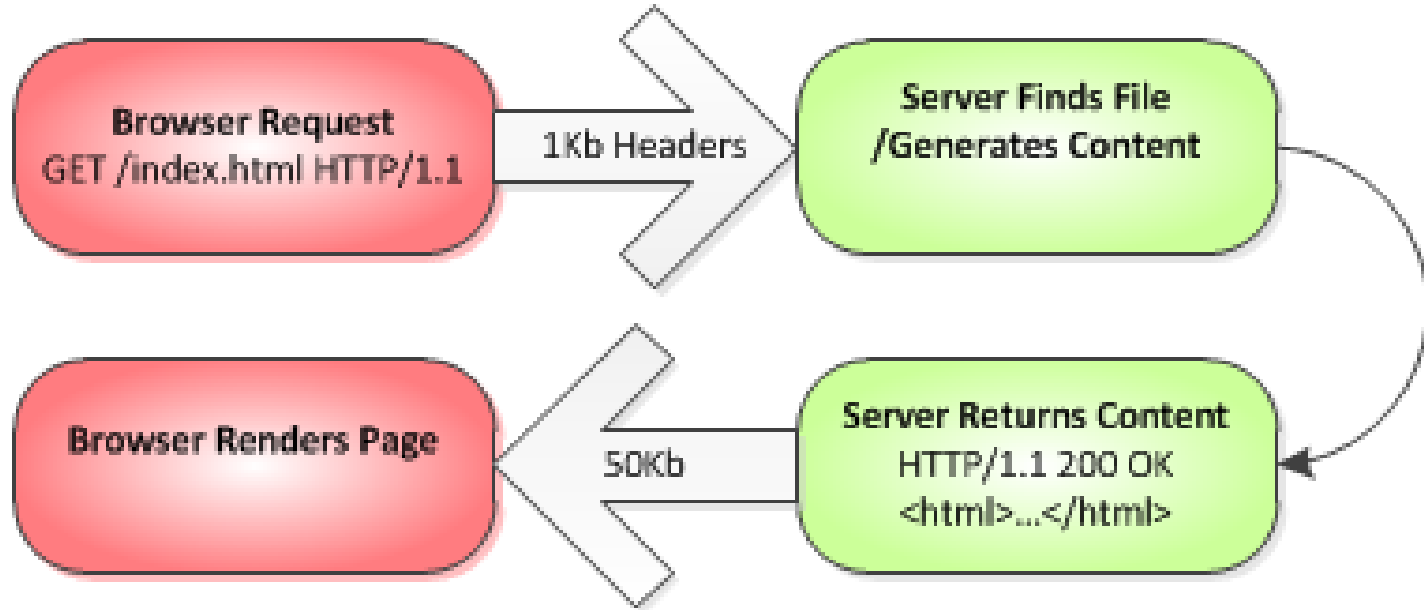 Browser Request
GET /index.html HTTP/1.1
1Kb Headers
Server Finds File
/Generates Content
Server Returns Content
HTTP/1.1 200 OK
<html>...</html>
50Kb
Browser Renders Page